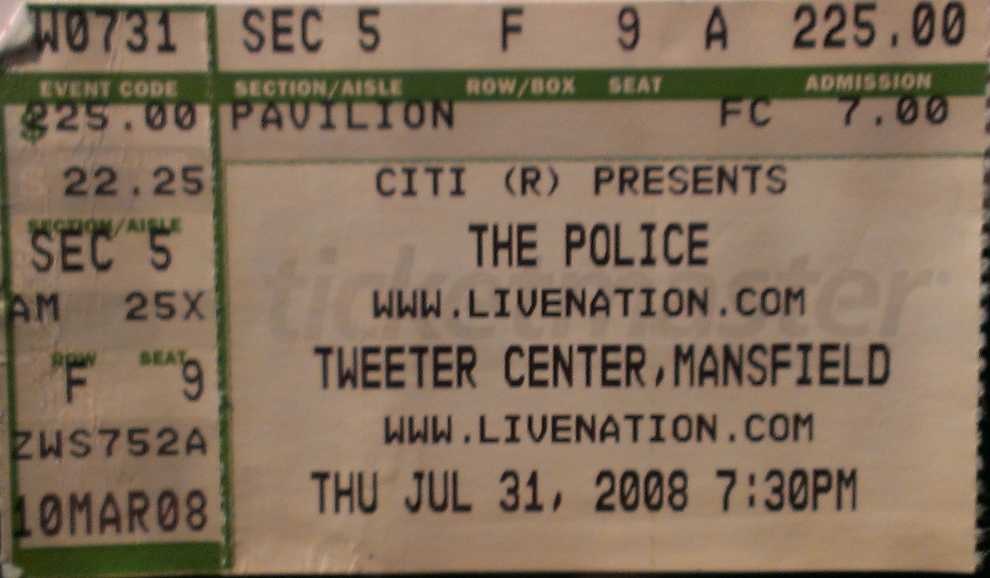 W0731 SEC 5 F 9 A 225.00
EVENT CODE SECTION/AISLE ROW/BOX SEAT ADMISSION
$225.00 PAVILION FC 7.00
22.25 CITI (R) PRESENTS
SECTION/AISLE
SEC 5 THE POLICE
ticketmaster
AM 25X WWW.LIVENATION.COM
ROW SEAT
F 9 TWEETER CENTER,MANSFIELD
ZWS752A WWW.LIVENATION.COM
10MAR08 THU JUL 31, 2008 7:30PM